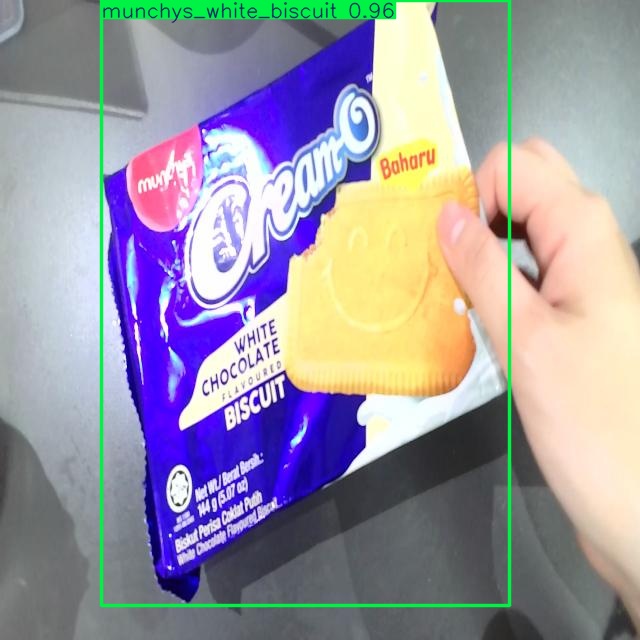 munchys_white_biscuit 0.96
munchy's
Cream-O
TM
Baharu
WHITE
CHOCOLATE
FLAVOURED
BISCUIT
Net Wt./ Berat Bersih.:
144 g (5.07 oz)
Biskut Perisa Coklat Putih
White Chocolate Flavoured Biscuit